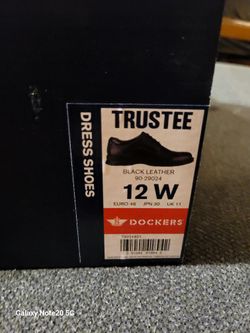 DRESS SHOES
TRUSTEE
BLACK LEATHER
90-29024
12 W
EURO 46 JPN 30 UK 11
DOCKERS
Galaxy Note20 5G